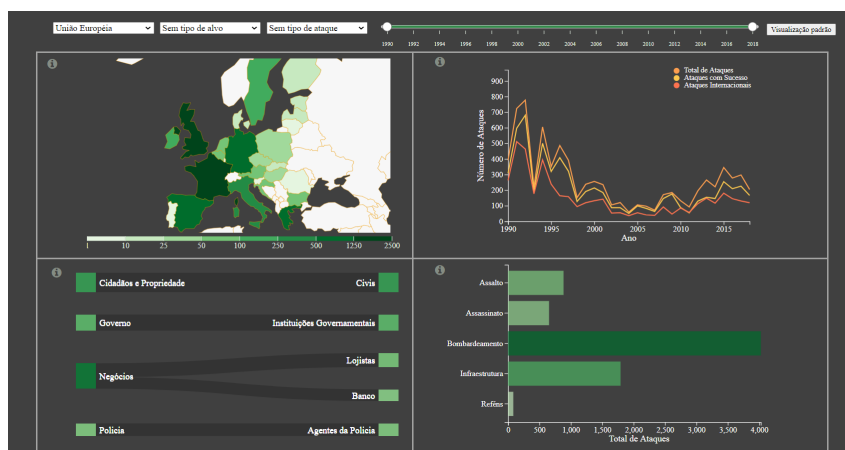 União Européia
Sem tipo de alvo
Sem tipo de ataque
1990 1992 1994 1996 1998 2000 2002 2004 2006 2008 2010 2012 2014 2016 2018
Visualização padrão
10 25 50 100 250 500 1250 2500
Total de Ataques
Ataques com Sucesso
Ataques Internacionais
Número de Ataques
900
800
700
600
500
400
300
200
100
0
1990 1995 2000 2005 2010 2015
Ano
Cidadãos e Propriedade
Civis
Governo
Instituições Governamentais
Negócios
Lojistas
Banco
Polícia
Agentes da Polícia
Assalto
Assassinato
Bombardeamento
Infraestrutura
Reféns
0 500 1,000 1,500 2,000 2,500 3,000 3,500 4,000
Total de Ataques